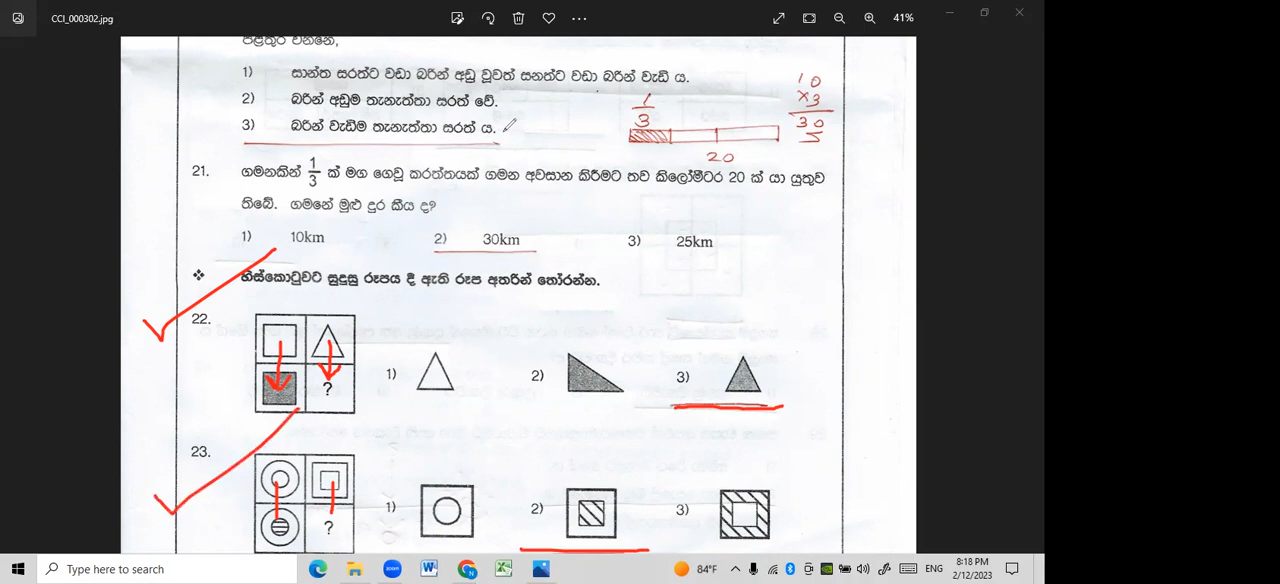 CCI_000302.jpg
41%
පිළිතුර වන්නේ,
1) සාන්ත සරත්ට වඩා බරින් අඩු වූවත් සනත්ට වඩා බරින් වැඩි ය.
2) බරින් අඩුම තැනැත්තා සරත් වේ.
3) බරින් වැඩිම තැනැත්තා සරත් ය.
1/3
20
10
×3
30
21. ගමනකින් 1/3 ක් මග ගෙවූ කරත්තයක් ගමන අවසාන කිරීමට තව කිලෝමීටර 20 ක් යා යුතුව
තිබේ. ගමනේ මුළු දුර කීය ද?
1) 10km 2) 30km 3) 25km
❖ හිස්කොටුවට සුදුසු රූපය දී ඇති රූප අතරින් තෝරන්න.
22. ? 1) 2) 3)
23. ? 1) 2) 3)
Type here to search
zoom
84°F
ENG
8:18 PM
2/12/2023